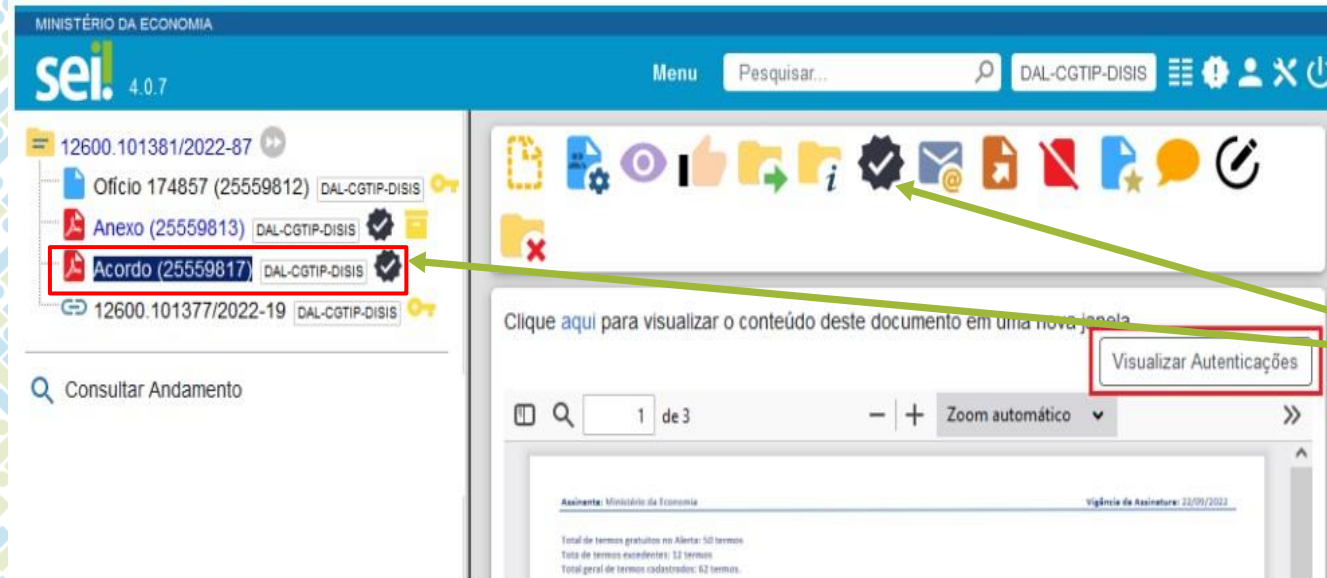 MINISTÉRIO DA ECONOMIA
sei! 4.0.7
Menu
Pesquisar...
DAL-CGTIP-DISIS
12600.101381/2022-87
Ofício 174857 (25559812) DAL-CGTIP-DISIS
Anexo (25559813) DAL-CGTIP-DISIS
Acordo (25559817) DAL-CGTIP-DISIS
12600.101377/2022-19 DAL-CGTIP-DISIS
Consultar Andamento
Clique aqui para visualizar o conteúdo deste documento em uma nova janela.
Visualizar Autenticações
1 de 3
Zoom automático
Assinante: Ministério da Economia
Vigência da Assinatura: 22/09/2022
Total de termos gratuitos no Alerta: 50 termos
Tota de termos excedentes: 12 termos
Total geral de termos cadastrados: 62 termos.